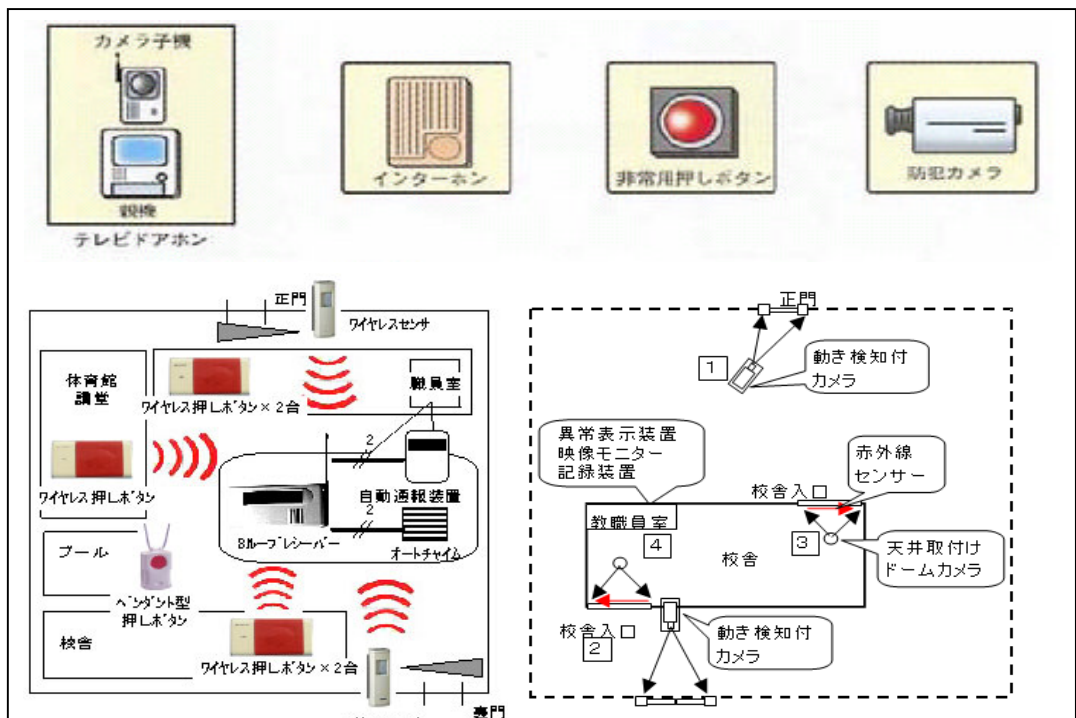 カメラ子機
親機
テレビドアホン
インターホン
非常用押しボタン
防犯カメラ
正門
ワイヤレスセンサ
体育館
講堂
ワイヤレス押しボタン×2台
職員室
ワイヤレス押しボタン
2
自動通報装置
2
8ループレシーバー
オートチャイム
プール
ペンダント型
押しボタン
校舎
ワイヤレス押しボタン×2台
裏門
正門
1
動き検知付
カメラ
異常表示装置
映像モニター
記録装置
赤外線
センサー
校舎入口
教職員室
4
3
校舎
天井取付け
ドームカメラ
校舎入口
2
動き検知付
カメラ